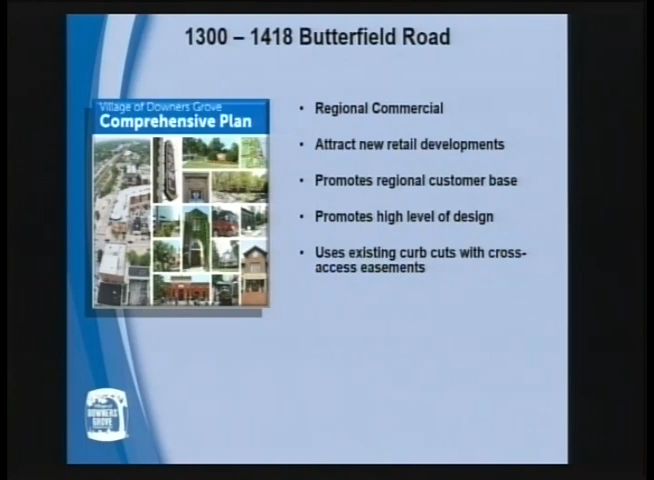 1300 – 1418 Butterfield Road
Village of Downers Grove
Comprehensive Plan
• Regional Commercial
• Attract new retail developments
• Promotes regional customer base
• Promotes high level of design
• Uses existing curb cuts with cross-
access easements
DOWNERS
GROVE